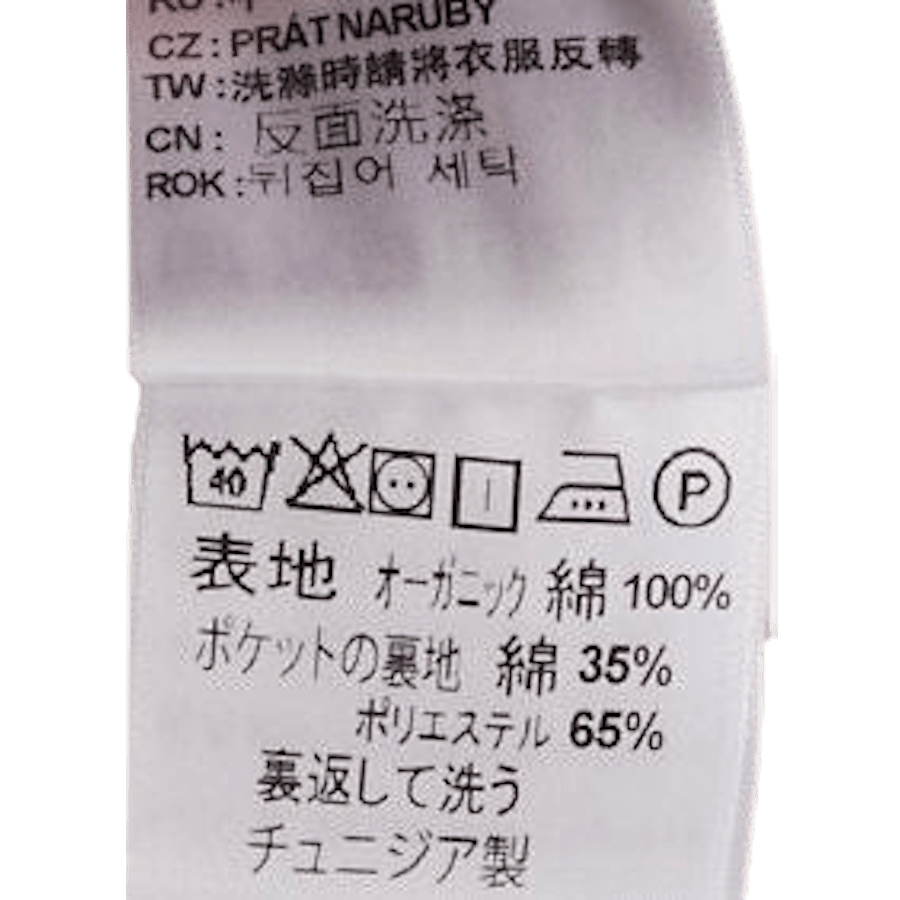 CZ : PRÁT NARUBY
TW : 洗滌時請將衣服反轉
CN : 反面洗涤
ROK : 뒤집어 세탁
40 P
表地 オーガニック 綿 100%
ポケットの裏地 綿 35%
ポリエステル 65%
裏返して洗う
チュニジア製